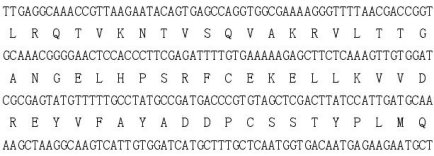 TTGAGGCAAACCGTTAAGAATACAGTGAGCCAGGTGGCGAAAAGGGTTTTAACGACCGGT
L R Q T V K N T V S Q V A K R V L T T G
GCAAACGGGGAACTCCACCCTTCGAGATTTTGTGAAAAAGAGCTTCTCAAAGTTGTGGAT
A N G E L H P S R F C E K E L L K V V D
CGCGAGTATGTTTTTGCCTATGCCGATGACCCGTGTAGCTCGACTTATCCATTGATGCAA
R E Y V F A Y A D D P C S S T Y P L M Q
AAGCTAAGGCAAGTCATTGTGGATCATGCTTTGCTCAATGGTGACAATGAGAAGAATGCT